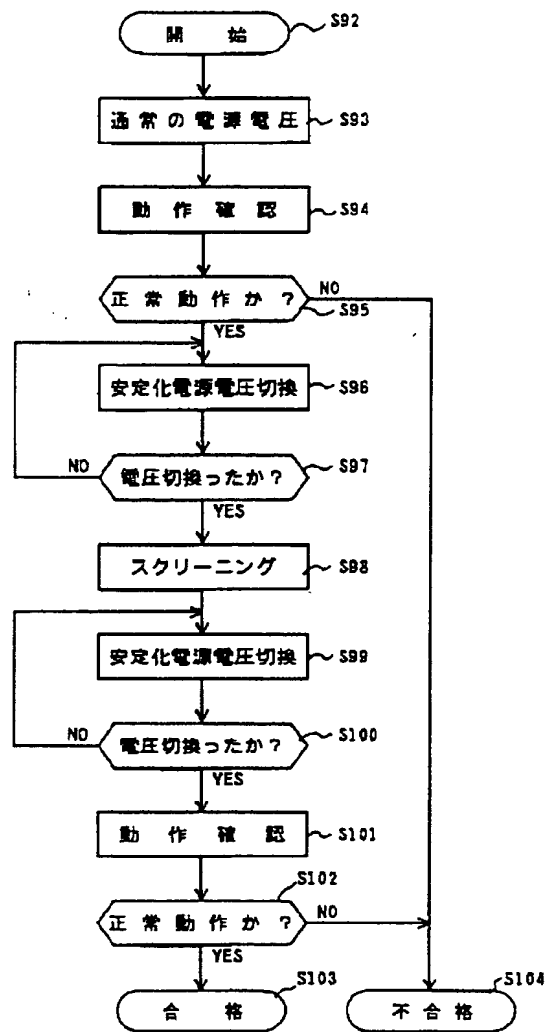 開始
S92
通常の電源電圧
S93
動作確認
S94
正常動作か?
NO
S95
YES
安定化電源電圧切換
S96
NO
電圧切換ったか?
S97
YES
スクリーニング
S98
安定化電源電圧切換
S99
NO
電圧切換ったか?
S100
YES
動作確認
S101
S102
正常動作か?
NO
YES
S103
S104
合格
不合格